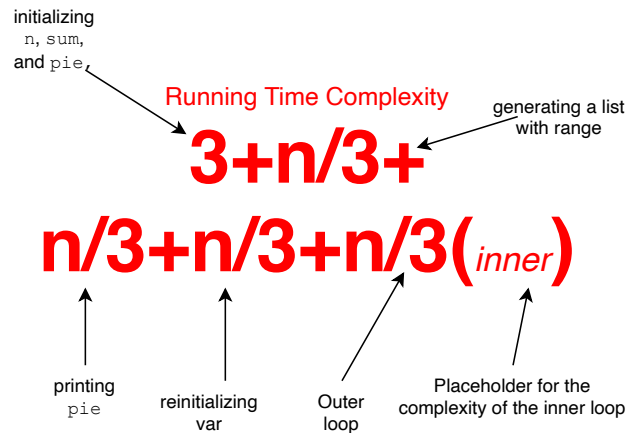 initializing
n, sum,
and pie,
Running Time Complexity
generating a list
with range
3+n/3+
n/3+n/3+n/3(inner)
printing
pie
reinitializing
var
Outer
loop
Placeholder for the
complexity of the inner loop